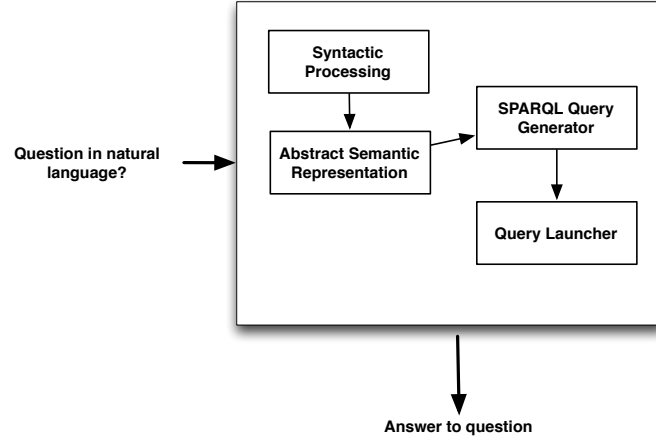 Syntactic
Processing
SPARQL Query
Generator
Question in natural
language?
Abstract Semantic
Representation
Query Launcher
Answer to question